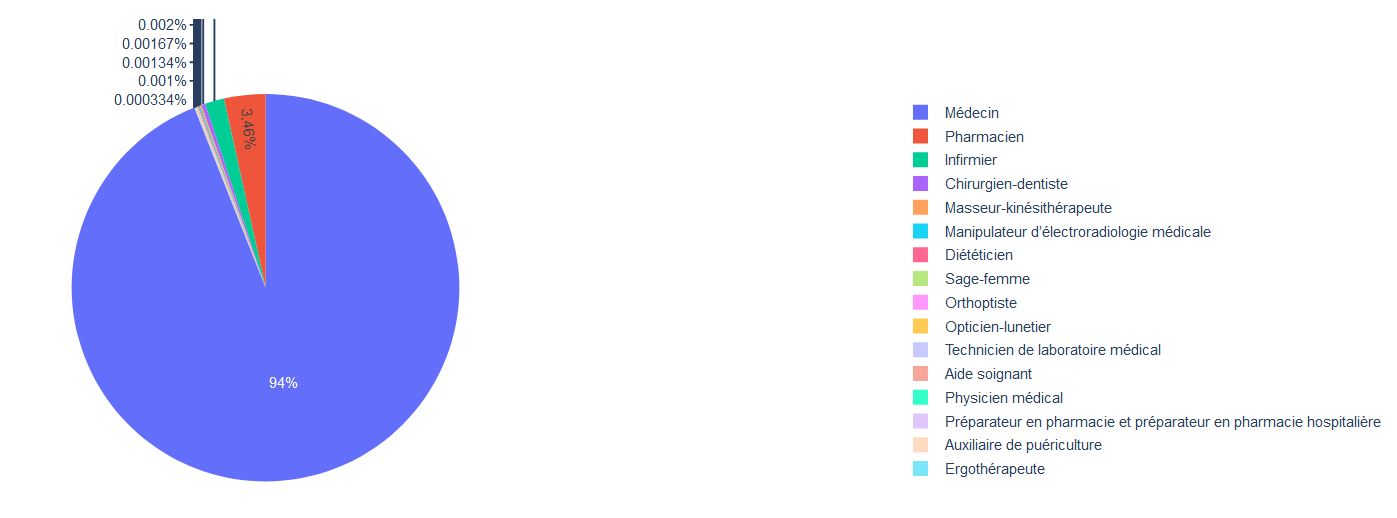 0.002%
0.00167%
0.00134%
0.001%
0.000334%
3.46%
94%
Médecin
Pharmacien
Infirmier
Chirurgien-dentiste
Masseur-kinésithérapeute
Manipulateur d'électroradiologie médicale
Diététicien
Sage-femme
Orthoptiste
Opticien-lunetier
Technicien de laboratoire médical
Aide soignant
Physicien médical
Préparateur en pharmacie et préparateur en pharmacie hospitalière
Auxiliaire de puériculture
Ergothérapeute